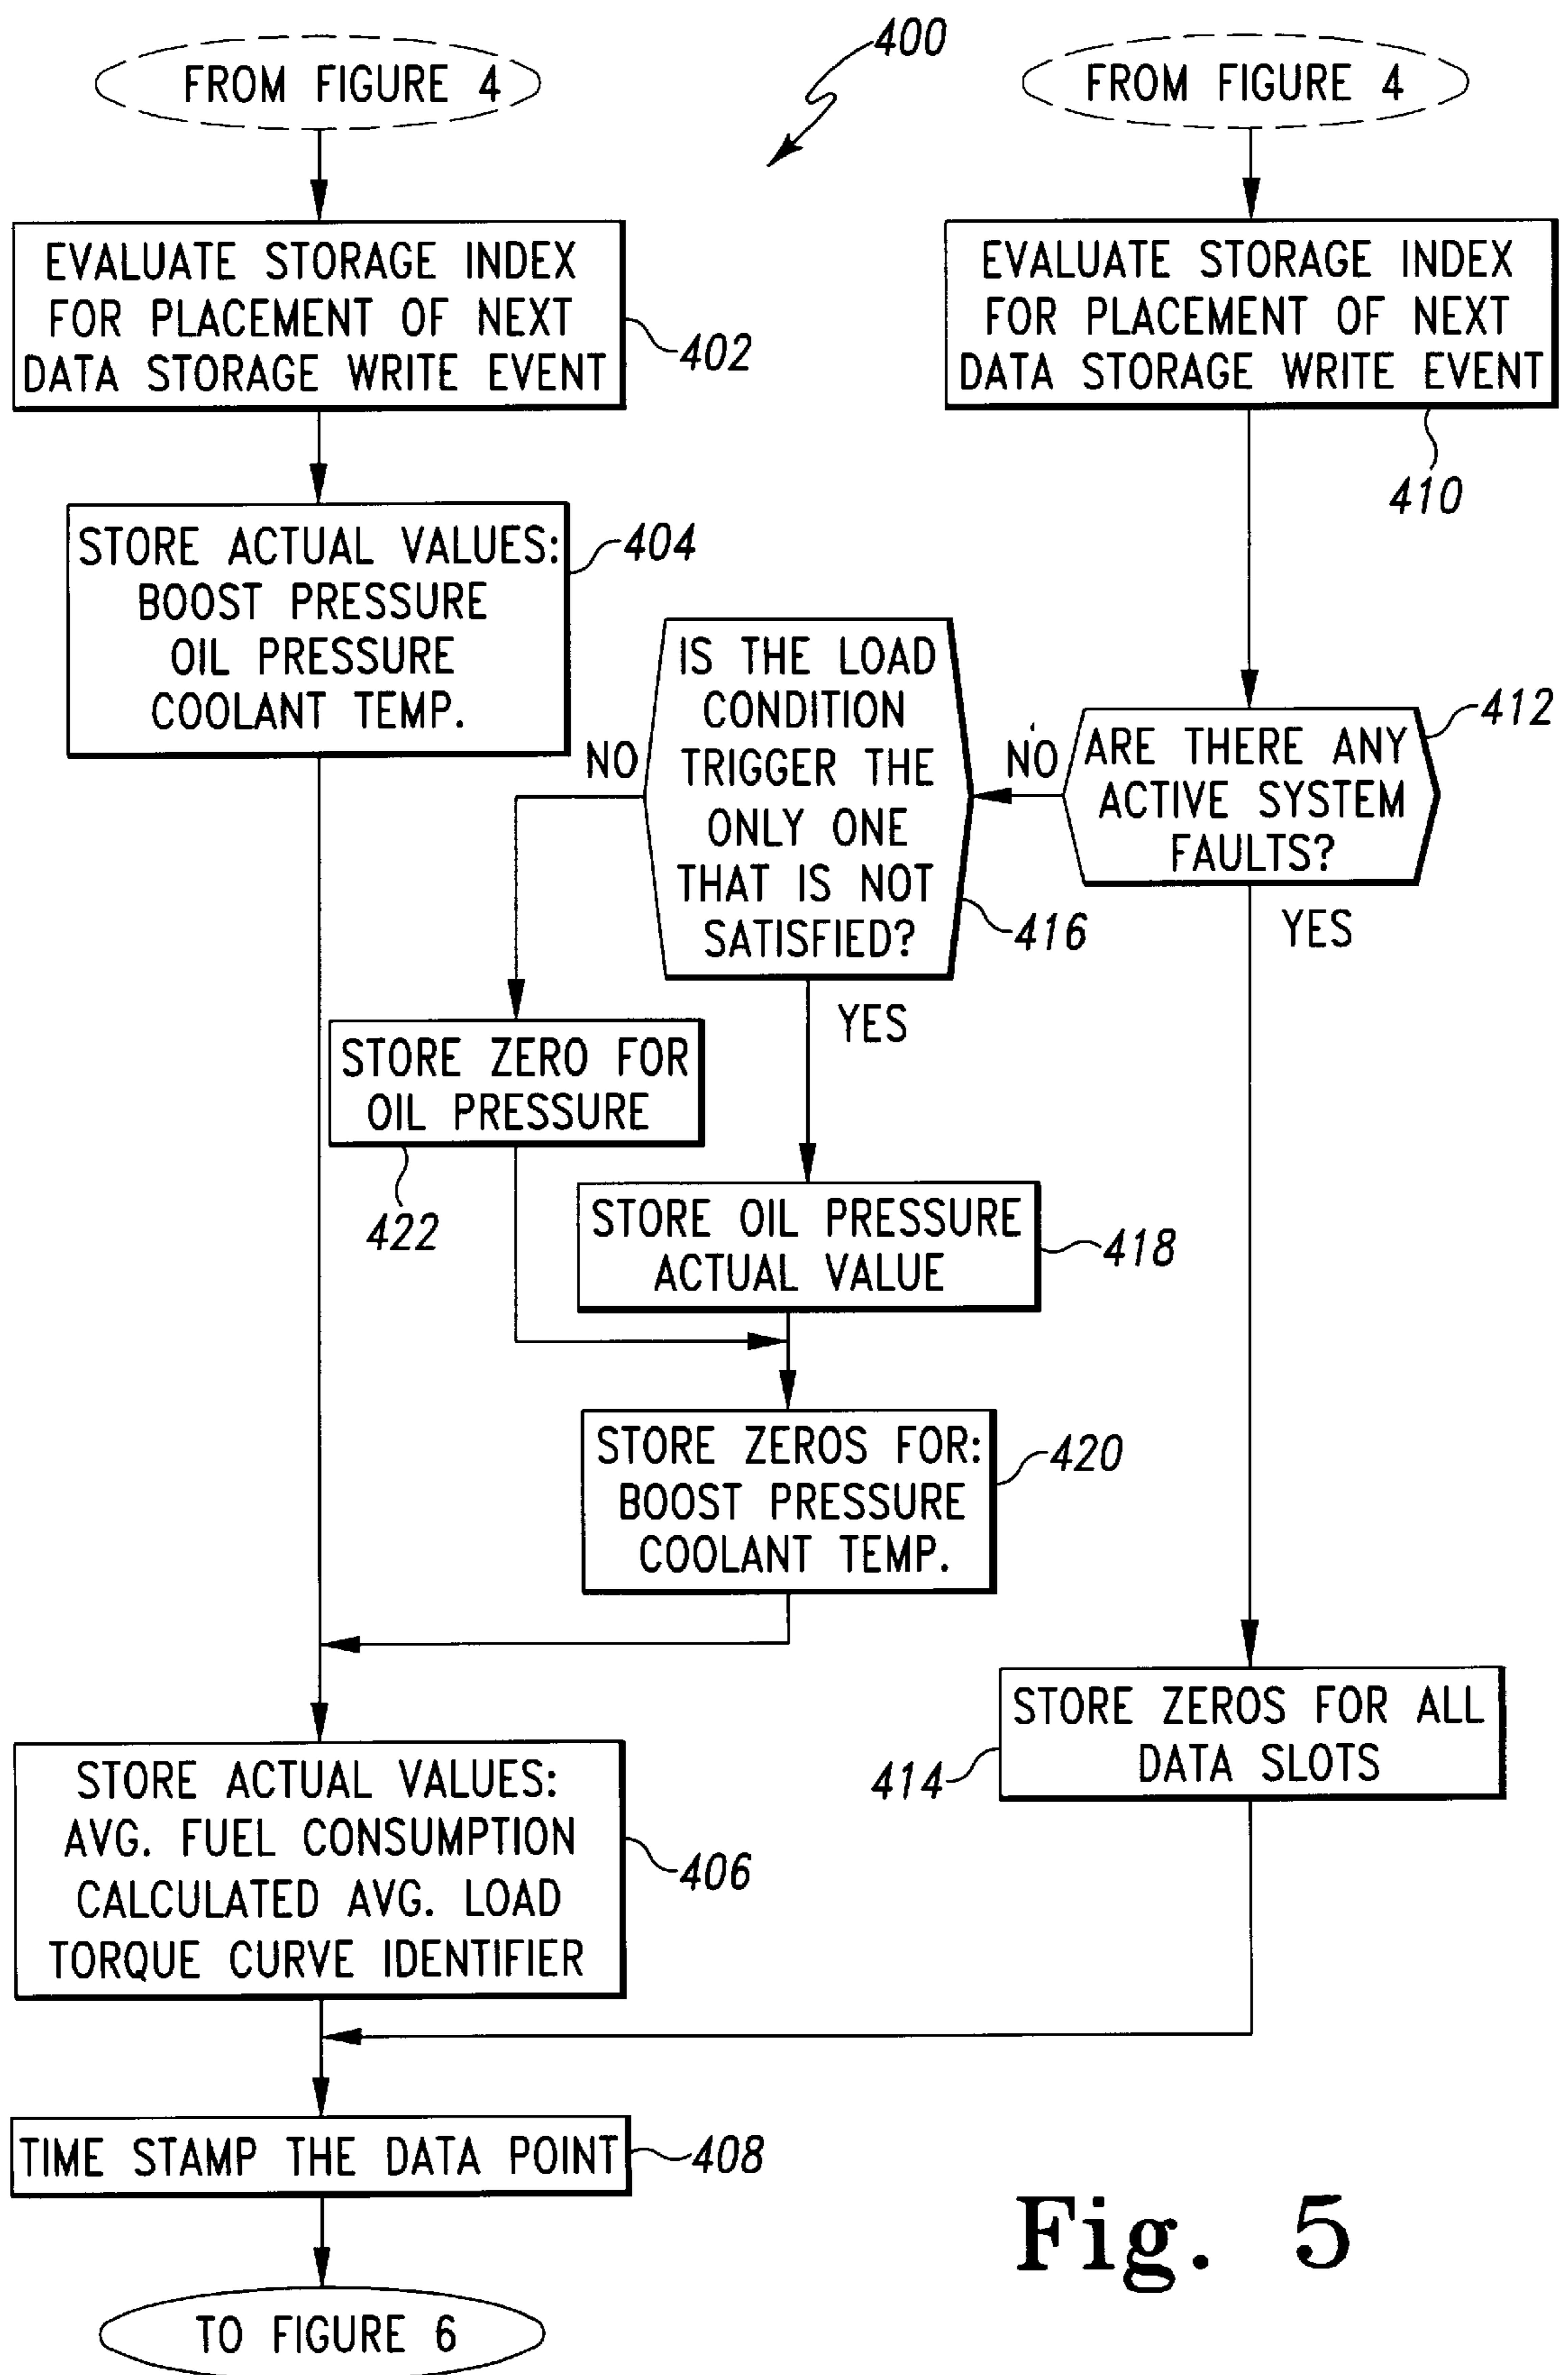 400
FROM FIGURE 4
FROM FIGURE 4
EVALUATE STORAGE INDEX
FOR PLACEMENT OF NEXT
DATA STORAGE WRITE EVENT
402
EVALUATE STORAGE INDEX
FOR PLACEMENT OF NEXT
DATA STORAGE WRITE EVENT
410
STORE ACTUAL VALUES:
BOOST PRESSURE
OIL PRESSURE
COOLANT TEMP.
404
IS THE LOAD
CONDITION
TRIGGER THE
ONLY ONE
THAT IS NOT
SATISFIED?
416
NO
YES
ARE THERE ANY
ACTIVE SYSTEM
FAULTS?
412
NO
YES
STORE ZERO FOR
OIL PRESSURE
422
STORE OIL PRESSURE
ACTUAL VALUE
418
STORE ZEROS FOR:
BOOST PRESSURE
COOLANT TEMP.
420
STORE ZEROS FOR ALL
DATA SLOTS
414
STORE ACTUAL VALUES:
AVG. FUEL CONSUMPTION
CALCULATED AVG. LOAD
TORQUE CURVE IDENTIFIER
406
TIME STAMP THE DATA POINT
408
TO FIGURE 6
Fig. 5